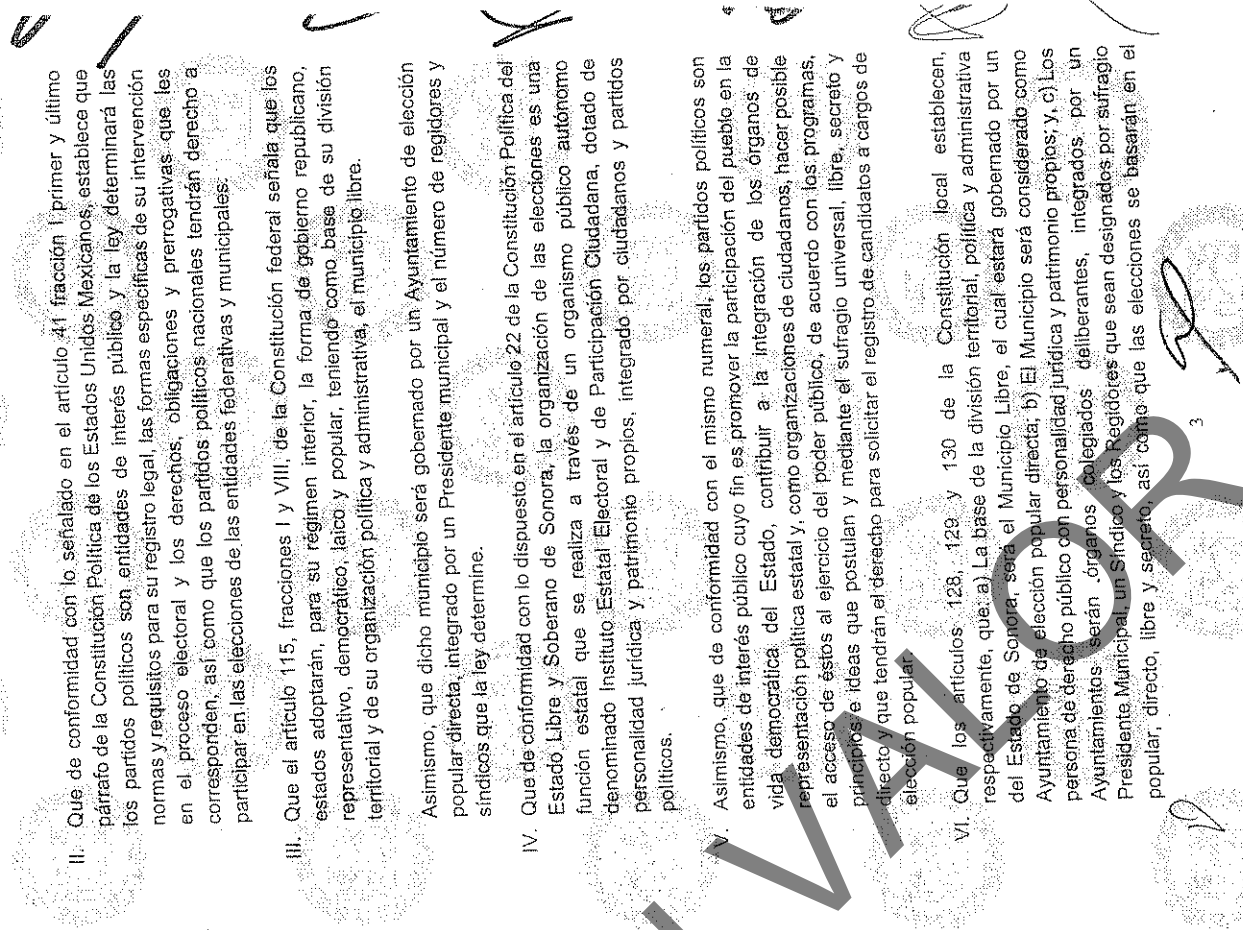 II. Que de conformidad con lo señalado en el artículo 41 fracción I primer y último
párrafo de la Constitución Política de los Estados Unidos Mexicanos, establece que
los partidos políticos son entidades de interés público y la ley determinará las
normas y requisitos para su registro legal, las formas específicas de su intervención
en el proceso electoral y los derechos, obligaciones y prerrogativas que les
corresponden, así como que los partidos políticos nacionales tendrán derecho a
participar en las elecciones de las entidades federativas y municipales.
III. Que el artículo 115, fracciones I y VIII, de la Constitución federal señala que los
estados adoptarán, para su régimen interior, la forma de gobierno republicano,
representativo, democrático, laico y popular, teniendo como base de su división
territorial y de su organización política y administrativa, el municipio libre.
Asimismo, que dicho municipio será gobernado por un Ayuntamiento de elección
popular directa, integrado por un Presidente municipal y el número de regidores y
síndicos que la ley determine.
IV. Que de conformidad con lo dispuesto en el artículo 22 de la Constitución Política del
Estado Libre y Soberano de Sonora, la organización de las elecciones es una
función estatal que se realiza a través de un organismo público autónomo
denominado Instituto Estatal Electoral y de Participación Ciudadana, dotado de
personalidad jurídica y patrimonio propios, integrado por ciudadanos y partidos
políticos.
V. Asimismo, que de conformidad con el mismo numeral, los partidos políticos son
entidades de interés público cuyo fin es promover la participación del pueblo en la
vida democrática del Estado, contribuir a la integración de los órganos de
representación política estatal y, como organizaciones de ciudadanos, hacer posible
el acceso de éstos al ejercicio del poder público, de acuerdo con los programas,
principios e ideas que postulan y mediante el sufragio universal, libre, secreto y
directo y que tendrán el derecho para solicitar el registro de candidatos a cargos de
elección popular.
VI. Que los artículos 128, 129 y 130 de la Constitución local establecen,
respectivamente, que: a) La base de la división territorial, política y administrativa
del Estado de Sonora, será el Municipio Libre, el cual estará gobernado por un
Ayuntamiento de elección popular directa; b) El Municipio será considerado como
persona de derecho público con personalidad jurídica y patrimonio propios; y, c) Los
Ayuntamientos serán órganos colegiados deliberantes, integrados por un
Presidente Municipal, un Síndico y los Regidores que sean designados por sufragio
popular, directo, libre y secreto, así como que las elecciones se basarán en el
3
VALOR